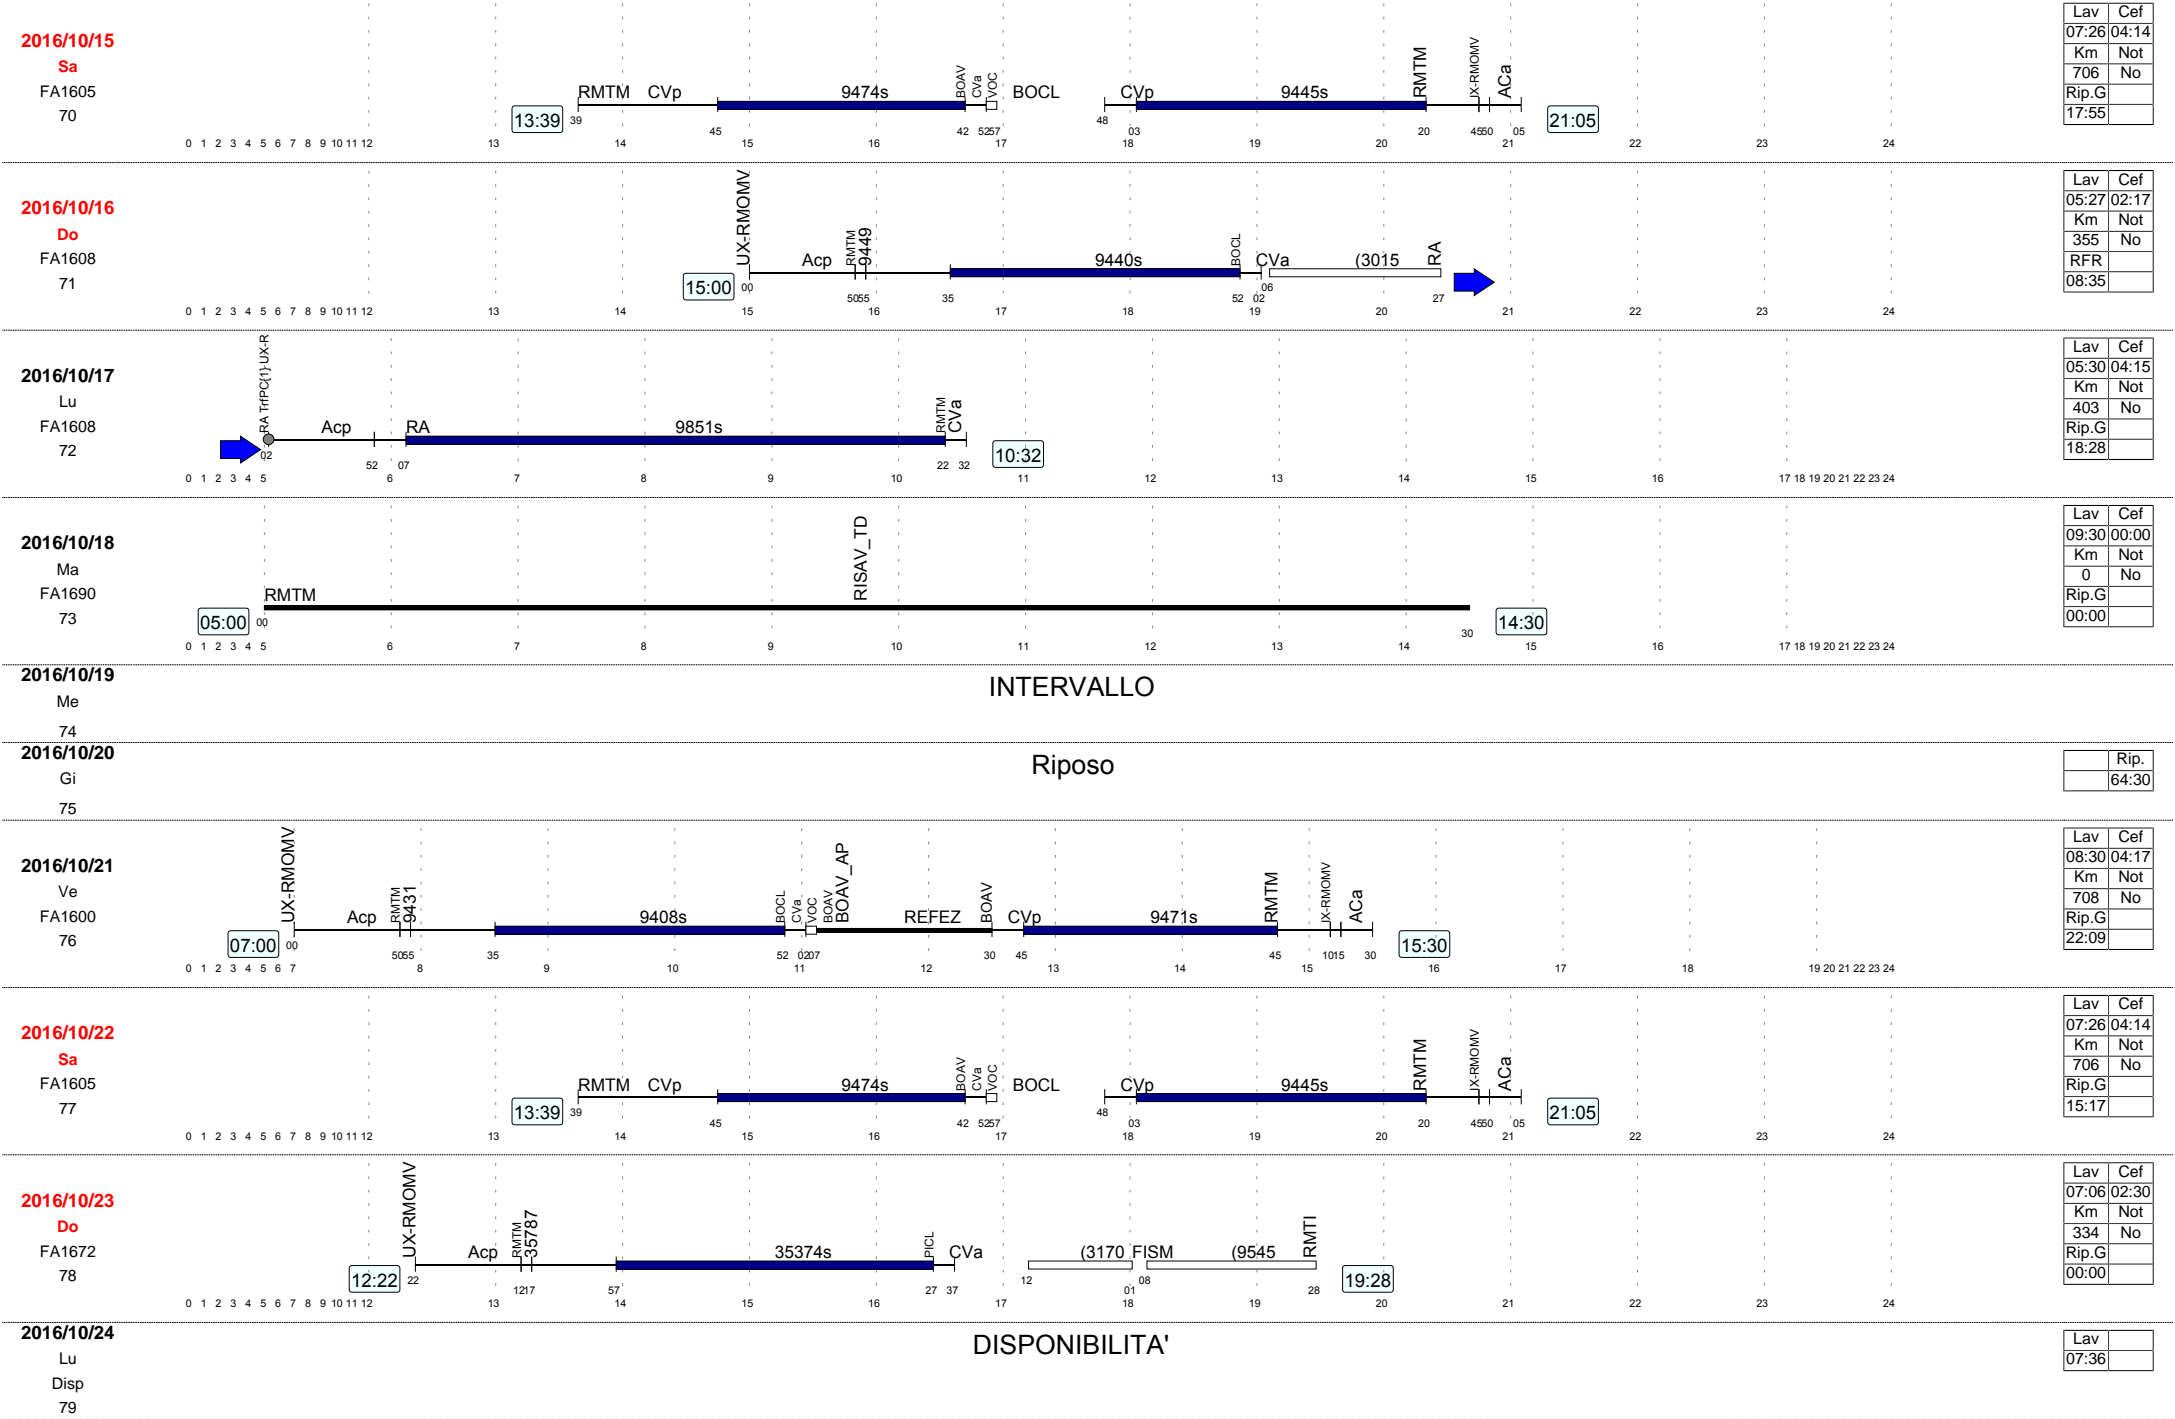 2016/10/15
Sa
FA1605
70
13:39
RMTM CVp 9474s BOAV CVa VOC BOCL CVp 9445s RMTM IX-RMOMV ACa
21:05
39 45 42 52 57 48 03 20 45 50 05
0 1 2 3 4 5 6 7 8 9 10 11 12 13 14 15 16 17 18 19 20 21 22 23 24
Lav Cef
07:26 04:14
Km Not
706 No
Rip.G
17:55
2016/10/16
Do
FA1608
71
15:00
UX-RMOMV Acp RMTM 9449 9440s BOCL CVa (3015 RA
00 50 55 35 52 02 06 27
0 1 2 3 4 5 6 7 8 9 10 11 12 13 14 15 16 17 18 19 20 21 22 23 24
Lav Cef
05:27 02:17
Km Not
355 No
RFR
08:35
2016/10/17
Lu
FA1608
72
RA TrfPC(1)-UX-R Acp RA 9851s RMTM CVa
10:32
02 52 07 22 32
0 1 2 3 4 5 6 7 8 9 10 11 12 13 14 15 16 17 18 19 20 21 22 23 24
Lav Cef
05:30 04:15
Km Not
403 No
Rip.G
18:28
2016/10/18
Ma
FA1690
73
05:00
RMTM RISAV_TD
14:30
00 30
0 1 2 3 4 5 6 7 8 9 10 11 12 13 14 15 16 17 18 19 20 21 22 23 24
Lav Cef
09:30 00:00
Km Not
0 No
Rip.G
00:00
2016/10/19
Me
74
INTERVALLO
2016/10/20
Gi
75
Riposo
Rip.
64:30
2016/10/21
Ve
FA1600
76
07:00
UX-RMOMV Acp RMTM 9431 9408s BOCL CVa VOC BOAV BOAV_AP REFEZ BOAV CVp 9471s RMTM IX-RMOMV ACa
15:30
00 50 55 35 52 02 07 30 45 45 10 15 30
0 1 2 3 4 5 6 7 8 9 10 11 12 13 14 15 16 17 18 19 20 21 22 23 24
Lav Cef
08:30 04:17
Km Not
708 No
Rip.G
22:09
2016/10/22
Sa
FA1605
77
13:39
RMTM CVp 9474s BOAV CVa VOC BOCL CVp 9445s RMTM IX-RMOMV ACa
21:05
39 45 42 52 57 48 03 20 45 50 05
0 1 2 3 4 5 6 7 8 9 10 11 12 13 14 15 16 17 18 19 20 21 22 23 24
Lav Cef
07:26 04:14
Km Not
706 No
Rip.G
15:17
2016/10/23
Do
FA1672
78
12:22
UX-RMOMV Acp RMTM 35787 35374s PICL CVa (3170 FISM (9545 RMTI
19:28
22 12 17 57 27 37 12 01 08 28
0 1 2 3 4 5 6 7 8 9 10 11 12 13 14 15 16 17 18 19 20 21 22 23 24
Lav Cef
07:06 02:30
Km Not
334 No
Rip.G
00:00
2016/10/24
Lu
Disp
79
DISPONIBILITA'
Lav
07:36